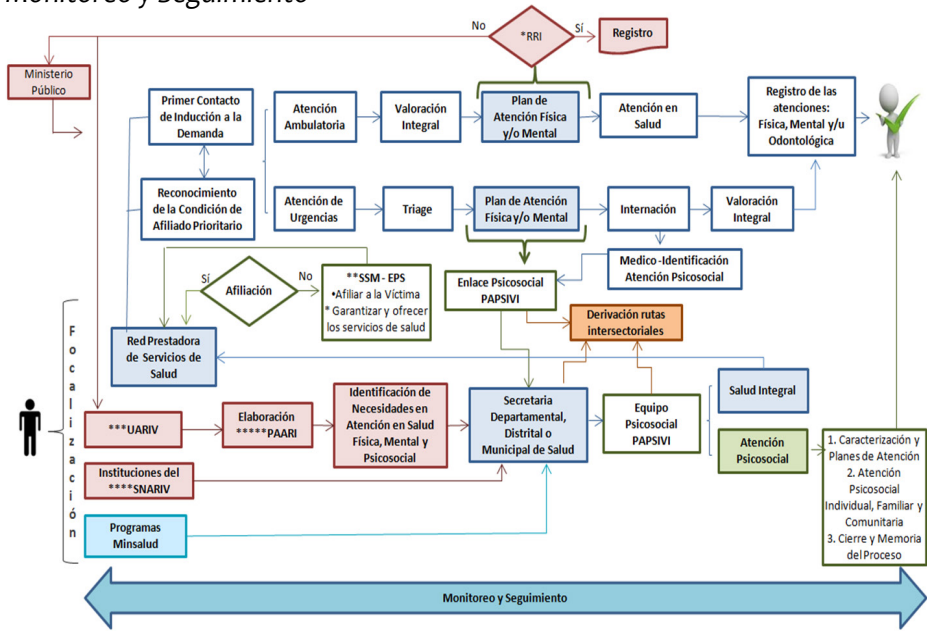 Monitoreo y Seguimiento
No
*RRI
Sí
Registro
Ministerio
Público
Primer Contacto
de Inducción a la
Demanda
Atención
Ambulatoria
Valoración
Integral
Plan de
Atención Física
y/o Mental
Atención en
Salud
Registro de las
atenciones:
Física, Mental y/u
Odontológica
Reconocimiento
de la Condición de
Afiliado Prioritario
Atención de
Urgencias
Triage
Plan de Atención
Física y/o Mental
Internación
Valoración
Integral
Medico -Identificación
Atención Psicosocial
Sí
Afiliación
No
**SSM - EPS
•Afiliar a la Víctima
* Garantizar y ofrecer
los servicios de salud
Enlace Psicosocial
PAPSIVI
Derivación rutas
intersectoriales
Focalización
Red Prestadora
de Servicios de
Salud
***UARIV
Elaboración
*****PAARI
Identificación de
Necesidades en
Atención en Salud
Física, Mental y
Psicosocial
Secretaria
Departamental,
Distrital o
Municipal de Salud
Equipo
Psicosocial
PAPSIVI
Salud Integral
Atención
Psicosocial
1. Caracterización y
Planes de Atención
2. Atención
Psicosocial
Individual, Familiar y
Comunitaria
3. Cierre y Memoria
del Proceso
Instituciones del
****SNARIV
Programas
Minsalud
Monitoreo y Seguimiento